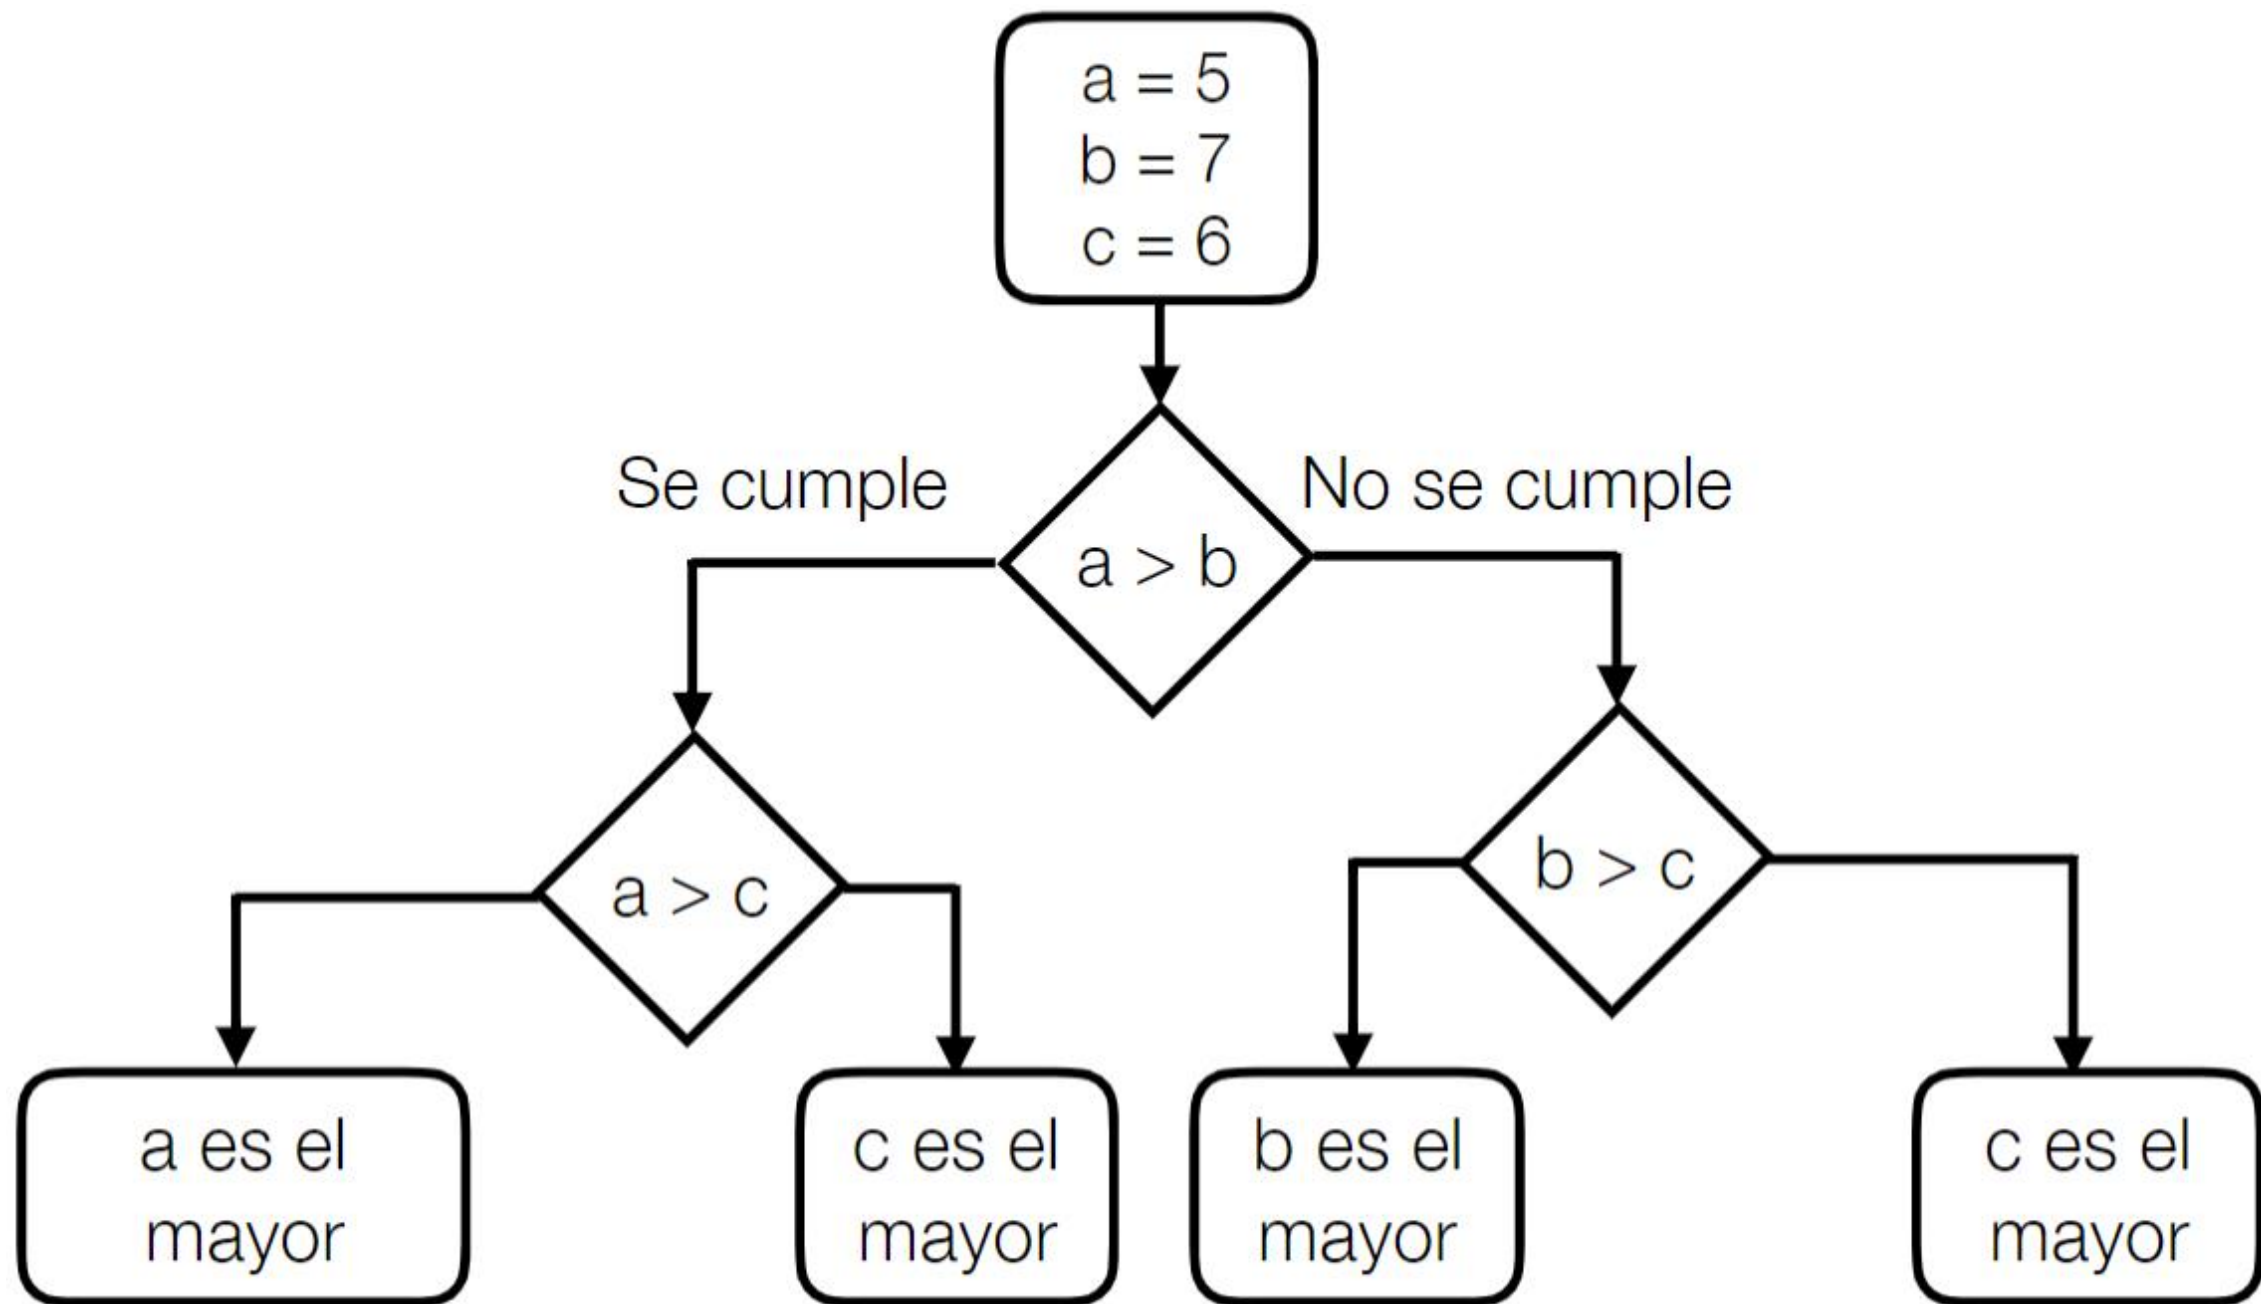 a = 5
b = 7
c = 6
Se cumple
No se cumple
a > b
a > c
b > c
a es el
mayor
c es el
mayor
b es el
mayor
c es el
mayor